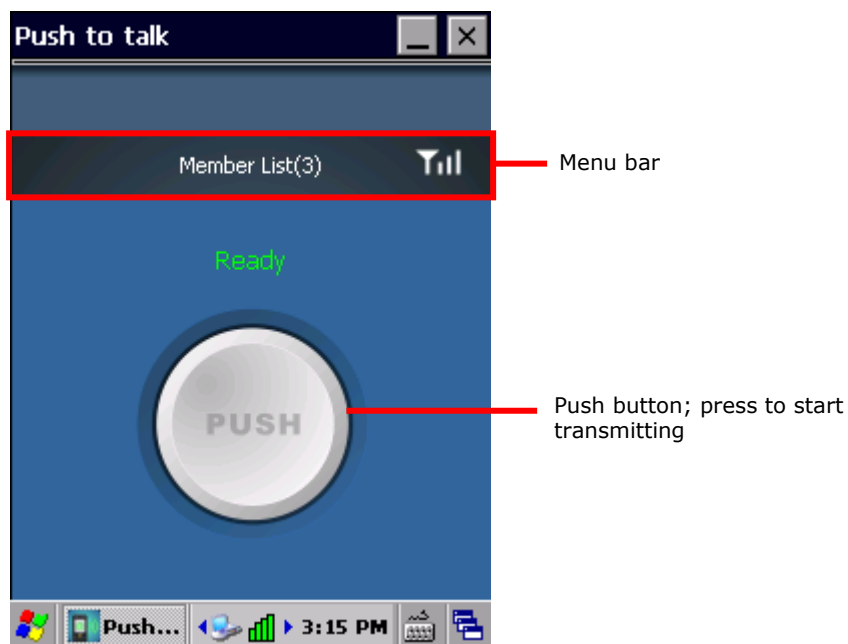 Push to talk
Member List(3)
Menu bar
Ready
PUSH
Push button; press to start
transmitting
Push... 3:15 PM